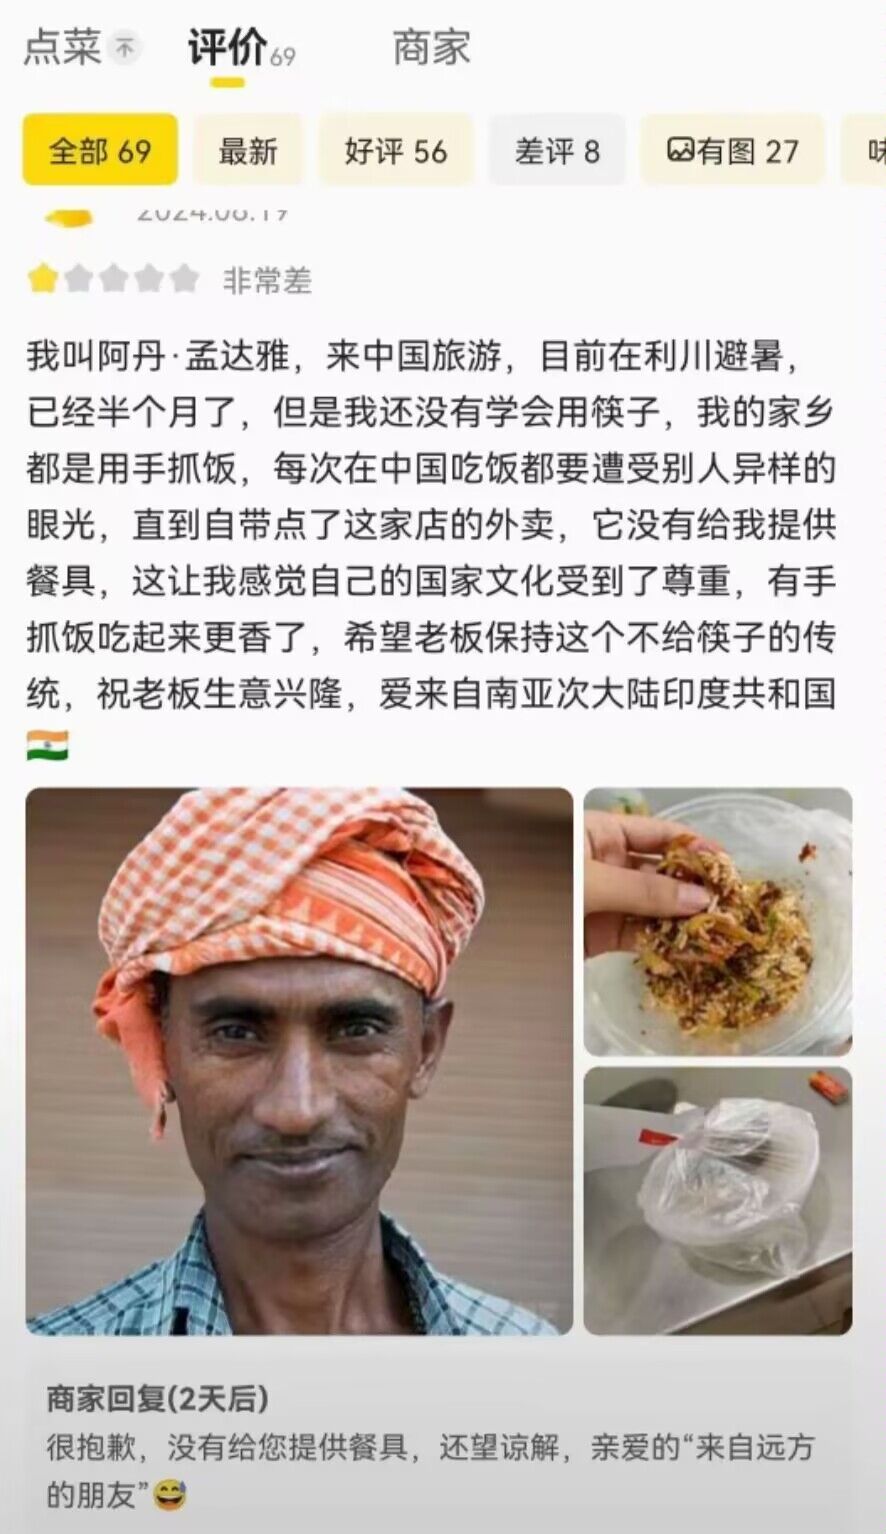 点菜 评价69 商家
全部 69 最新 好评 56 差评 8 有图 27 味
2024.08.19
非常差
我叫阿丹·孟达雅，来中国旅游，目前在利川避暑，
已经半个月了，但是我还没有学会用筷子，我的家乡
都是用手抓饭，每次在中国吃饭都要遭受别人异样的
眼光，直到自带点了这家店的外卖，它没有给我提供
餐具，这让我感觉自己的国家文化受到了尊重，有手
抓饭吃起来更香了，希望老板保持这个不给筷子的传
统，祝老板生意兴隆，爱来自南亚次大陆印度共和国
🇮🇳
商家回复(2天后)
很抱歉，没有给您提供餐具，还望谅解，亲爱的“来自远方
的朋友”😅